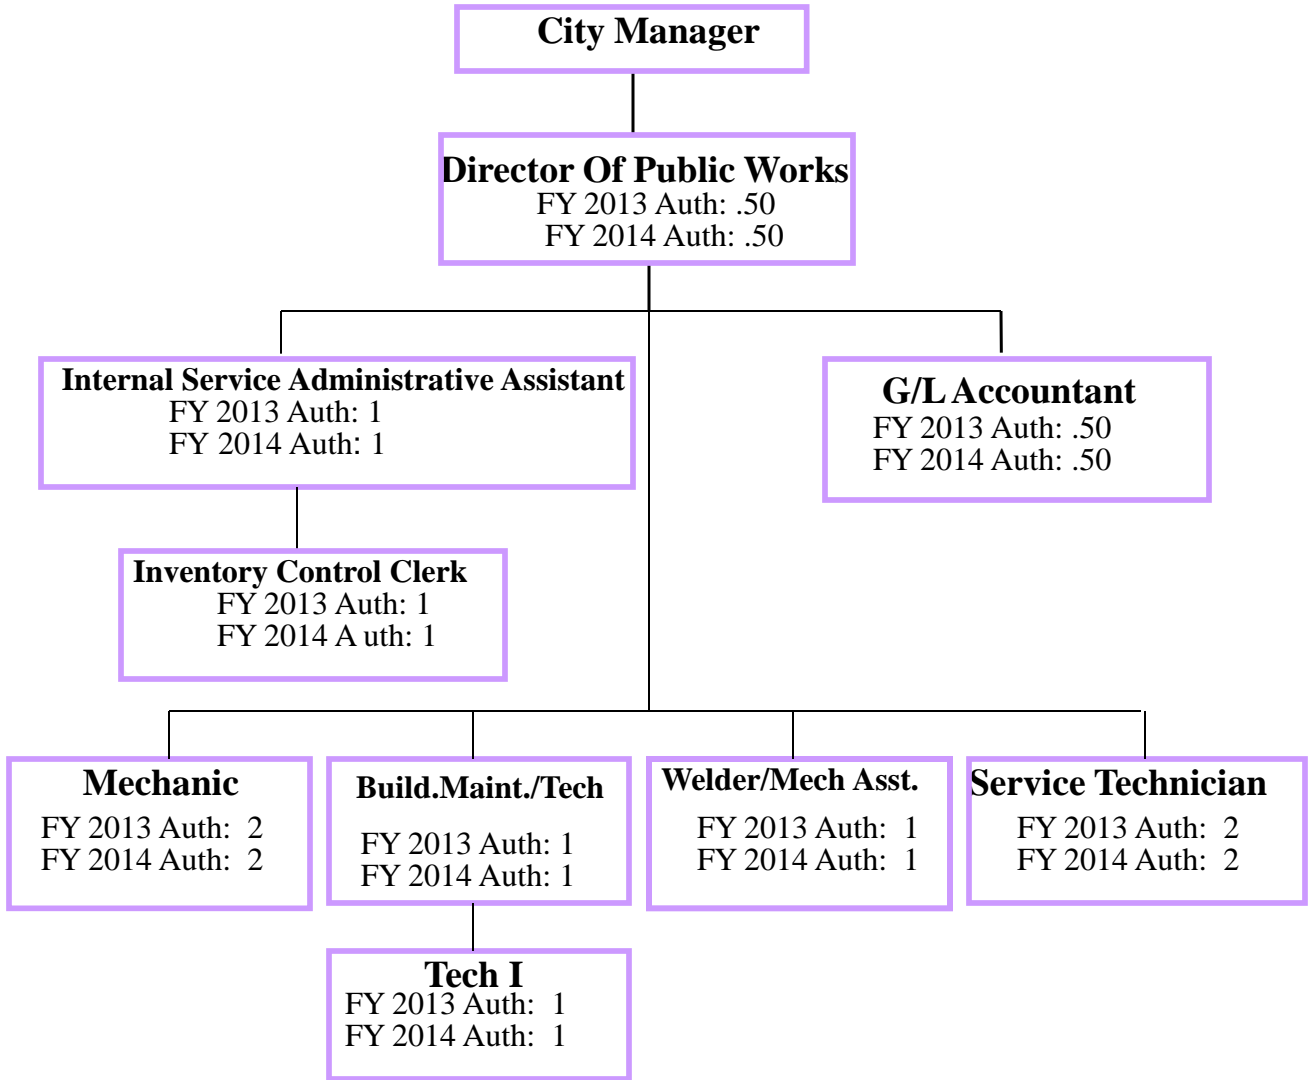 City Manager
Director Of Public Works
FY 2013 Auth: .50
FY 2014 Auth: .50
Internal Service Administrative Assistant
FY 2013 Auth: 1
FY 2014 Auth: 1
G/L Accountant
FY 2013 Auth: .50
FY 2014 Auth: .50
Inventory Control Clerk
FY 2013 Auth: 1
FY 2014 A uth: 1
Mechanic
FY 2013 Auth: 2
FY 2014 Auth: 2
Build.Maint./Tech
FY 2013 Auth: 1
FY 2014 Auth: 1
Welder/Mech Asst.
FY 2013 Auth: 1
FY 2014 Auth: 1
Service Technician
FY 2013 Auth: 2
FY 2014 Auth: 2
Tech I
FY 2013 Auth: 1
FY 2014 Auth: 1